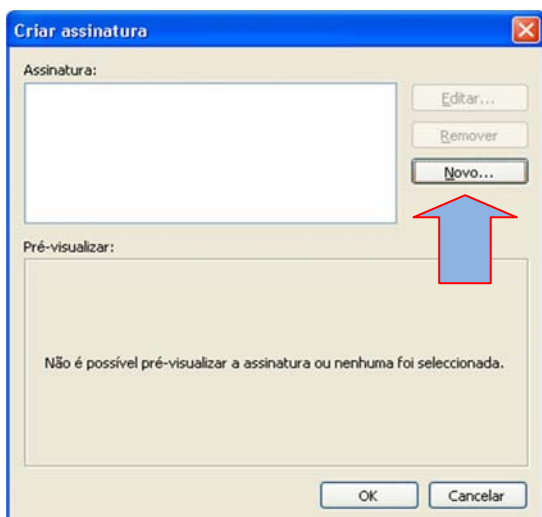 Criar assinatura
Assinatura:
Editar...
Remover
Novo...
Pré-visualizar:
Não é possível pré-visualizar a assinatura ou nenhuma foi seleccionada.
OK
Cancelar